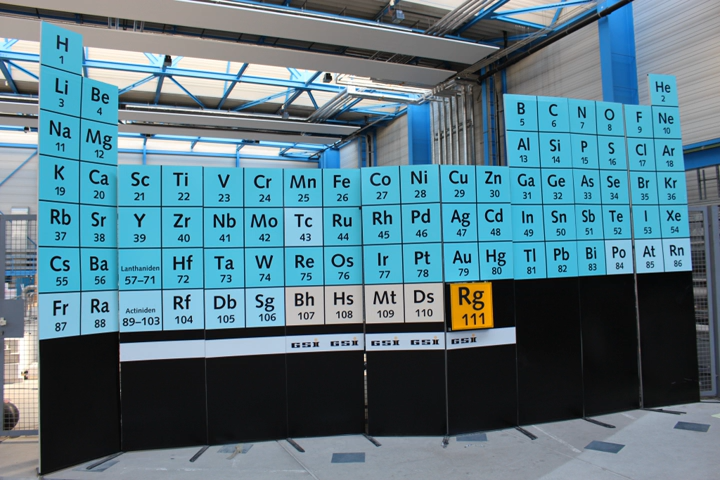 H
1
He
2
Li
3
Be
4
B
5
C
6
N
7
O
8
F
9
Ne
10
Na
11
Mg
12
Al
13
Si
14
P
15
S
16
Cl
17
Ar
18
K
19
Ca
20
Sc
21
Ti
22
V
23
Cr
24
Mn
25
Fe
26
Co
27
Ni
28
Cu
29
Zn
30
Ga
31
Ge
32
As
33
Se
34
Br
35
Kr
36
Rb
37
Sr
38
Y
39
Zr
40
Nb
41
Mo
42
Tc
43
Ru
44
Rh
45
Pd
46
Ag
47
Cd
48
In
49
Sn
50
Sb
51
Te
52
I
53
Xe
54
Cs
55
Ba
56
Lanthaniden
57–71
Hf
72
Ta
73
W
74
Re
75
Os
76
Ir
77
Pt
78
Au
79
Hg
80
Tl
81
Pb
82
Bi
83
Po
84
At
85
Rn
86
Fr
87
Ra
88
Actiniden
89–103
Rf
104
Db
105
Sg
106
Bh
107
Hs
108
Mt
109
Ds
110
Rg
111
GSI
GSI
GSI
GSI
GSI